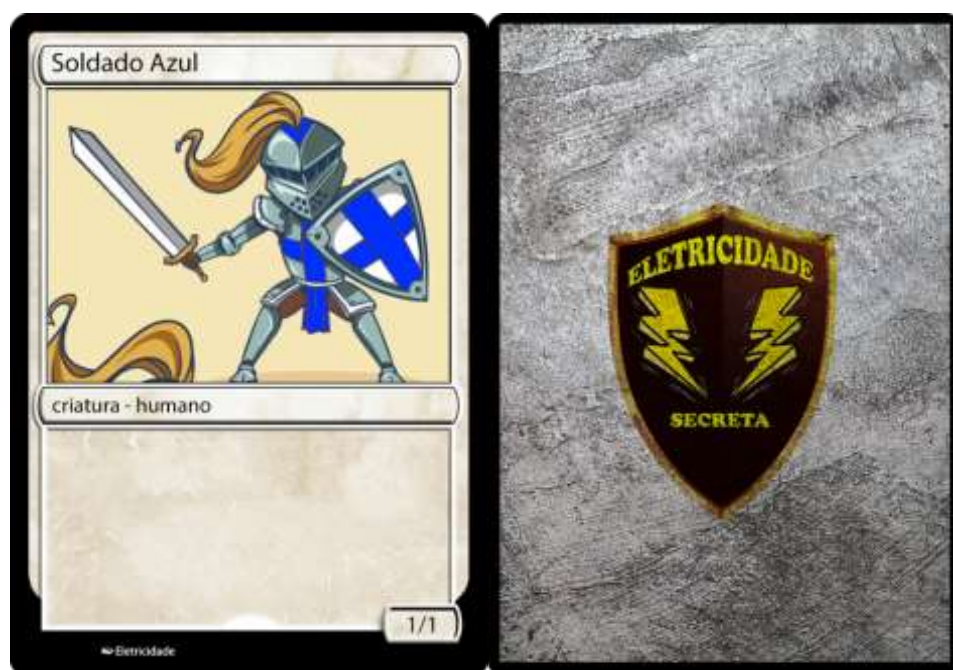 Soldado Azul
criatura - humano
1/1
Eletricidade
ELETRICIDADE
SECRETA